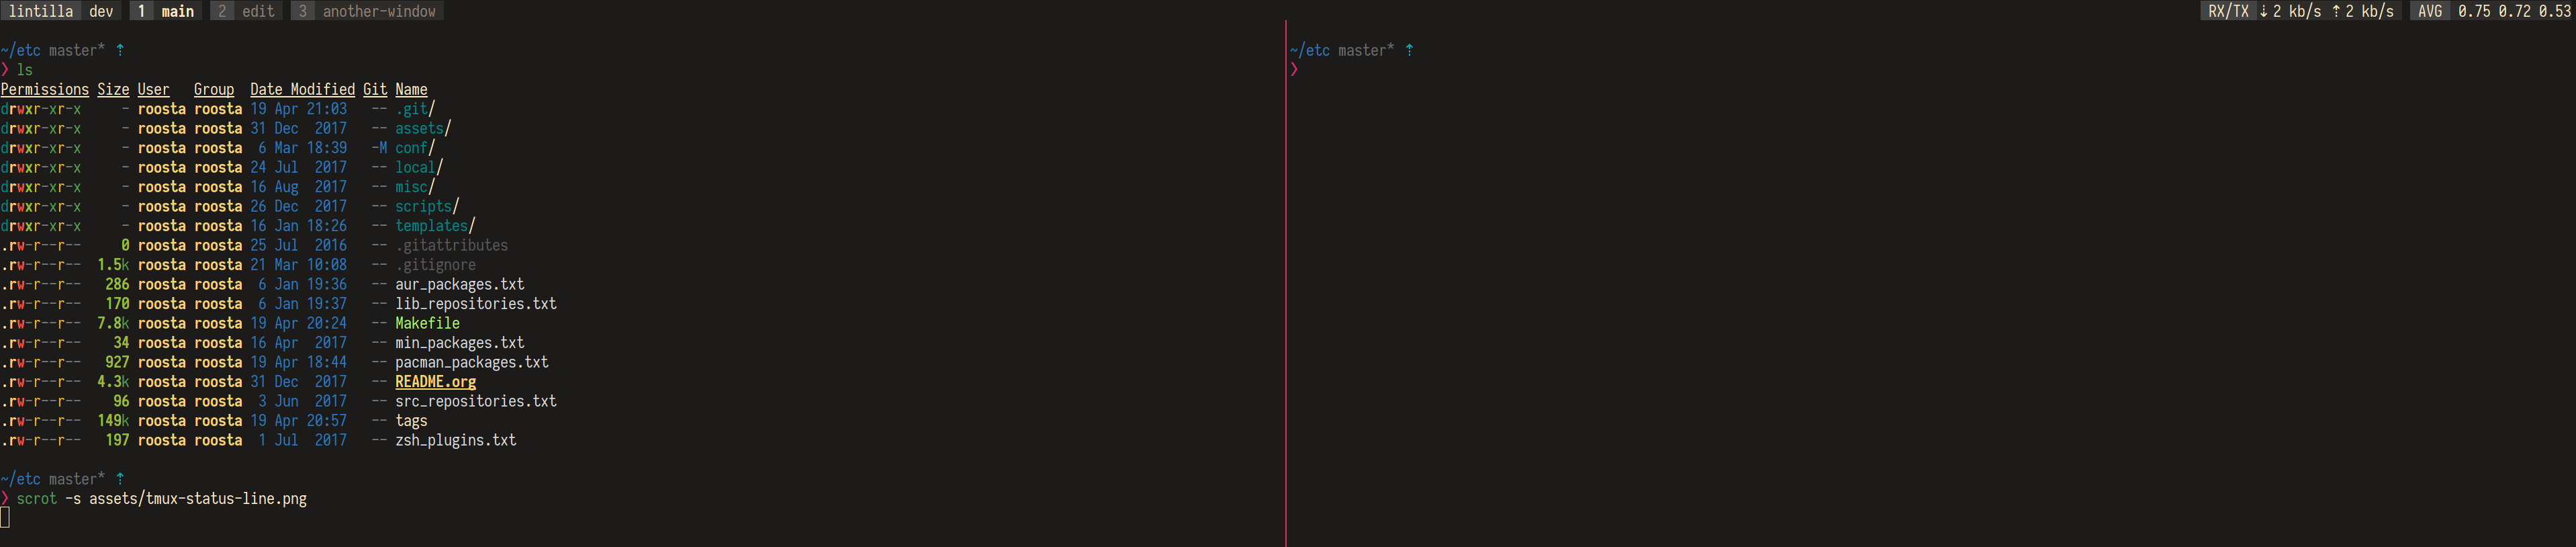 lintilla dev 1 main 2 edit 3 another-window RX/TX ⇣2 kb/s ⇡2 kb/s AVG 0.75 0.72 0.53
~/etc master* ⇡
❯ ls
Permissions Size User Group Date Modified Git Name
drwxr-xr-x - roosta roosta 19 Apr 21:03 -- .git/
drwxr-xr-x - roosta roosta 31 Dec 2017 -- assets/
drwxr-xr-x - roosta roosta 6 Mar 18:39 -M conf/
drwxr-xr-x - roosta roosta 24 Jul 2017 -- local/
drwxr-xr-x - roosta roosta 16 Aug 2017 -- misc/
drwxr-xr-x - roosta roosta 26 Dec 2017 -- scripts/
drwxr-xr-x - roosta roosta 16 Jan 18:26 -- templates/
.rw-r--r-- 0 roosta roosta 25 Jul 2016 -- .gitattributes
.rw-r--r-- 1.5k roosta roosta 21 Mar 10:08 -- .gitignore
.rw-r--r-- 286 roosta roosta 6 Jan 19:36 -- aur_packages.txt
.rw-r--r-- 170 roosta roosta 6 Jan 19:37 -- lib_repositories.txt
.rw-r--r-- 7.8k roosta roosta 19 Apr 20:24 -- Makefile
.rw-r--r-- 34 roosta roosta 16 Apr 2017 -- min_packages.txt
.rw-r--r-- 927 roosta roosta 19 Apr 18:44 -- pacman_packages.txt
.rw-r--r-- 4.3k roosta roosta 31 Dec 2017 -- README.org
.rw-r--r-- 96 roosta roosta 3 Jun 2017 -- src_repositories.txt
.rw-r--r-- 149k roosta roosta 19 Apr 20:57 -- tags
.rw-r--r-- 197 roosta roosta 1 Jul 2017 -- zsh_plugins.txt
~/etc master* ⇡
❯ scrot -s assets/tmux-status-line.png
~/etc master* ⇡
❯